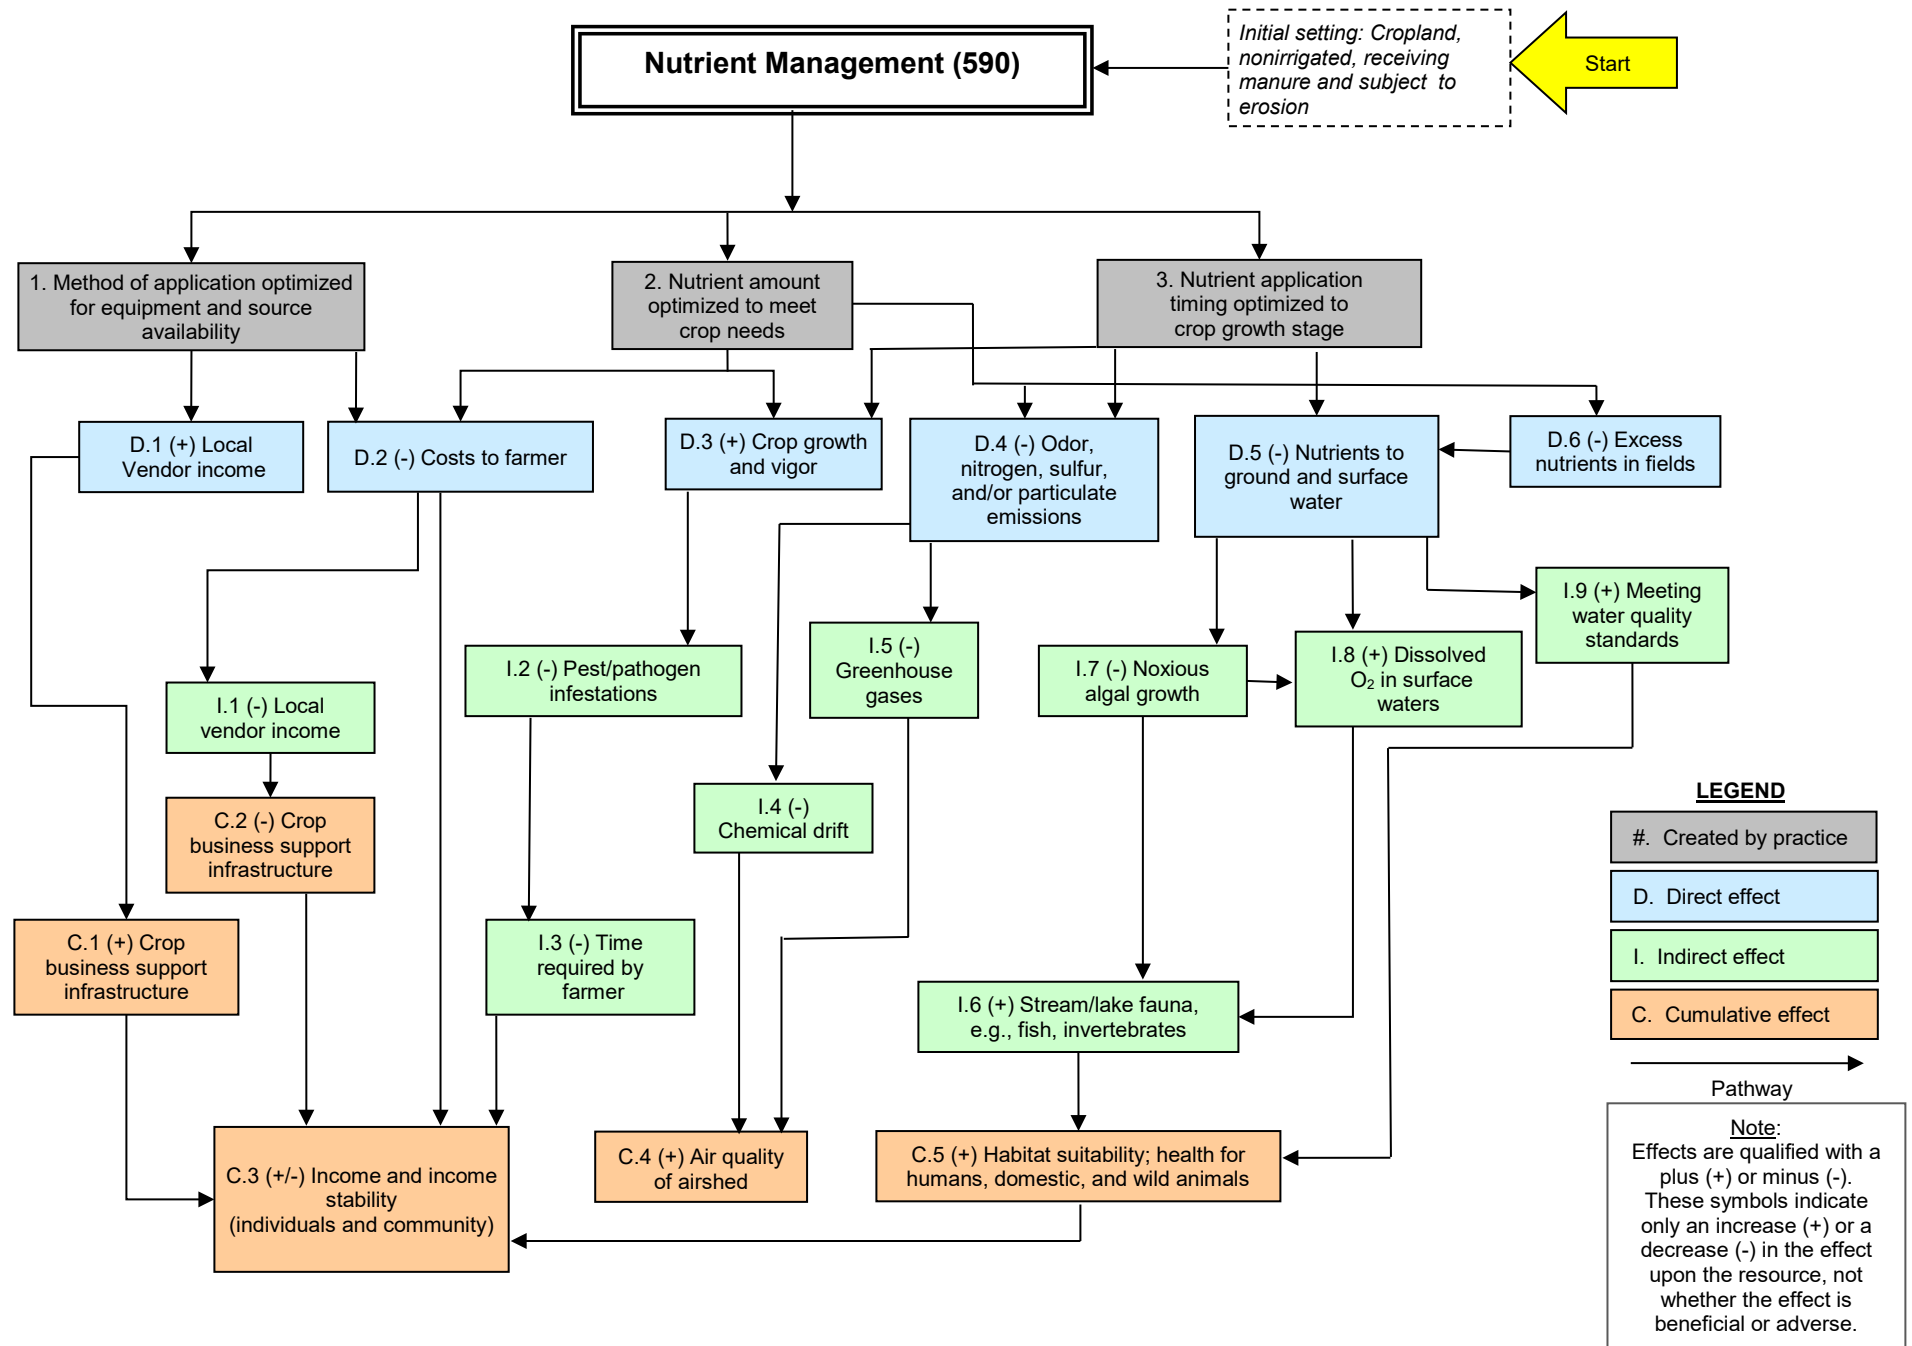 Nutrient Management (590)
Initial setting: Cropland,
nonirrigated, receiving
manure and subject to
erosion
Start
1. Method of application optimized
for equipment and source
availability
2. Nutrient amount
optimized to meet
crop needs
3. Nutrient application
timing optimized to
crop growth stage
D.1 (+) Local
Vendor income
D.2 (-) Costs to farmer
D.3 (+) Crop growth
and vigor
D.4 (-) Odor,
nitrogen, sulfur,
and/or particulate
emissions
D.5 (-) Nutrients to
ground and surface
water
D.6 (-) Excess
nutrients in fields
I.1 (-) Local
vendor income
I.2 (-) Pest/pathogen
infestations
I.5 (-)
Greenhouse
gases
I.7 (-) Noxious
algal growth
I.8 (+) Dissolved
O2 in surface
waters
I.9 (+) Meeting
water quality
standards
C.2 (-) Crop
business support
infrastructure
I.4 (-)
Chemical drift
C.1 (+) Crop
business support
infrastructure
I.3 (-) Time
required by
farmer
I.6 (+) Stream/lake fauna,
e.g., fish, invertebrates
C.3 (+/-) Income and income
stability
(individuals and community)
C.4 (+) Air quality
of airshed
C.5 (+) Habitat suitability; health for
humans, domestic, and wild animals
LEGEND
#. Created by practice
D. Direct effect
I. Indirect effect
C. Cumulative effect
Pathway
Note:
Effects are qualified with a
plus (+) or minus (-).
These symbols indicate
only an increase (+) or a
decrease (-) in the effect
upon the resource, not
whether the effect is
beneficial or adverse.